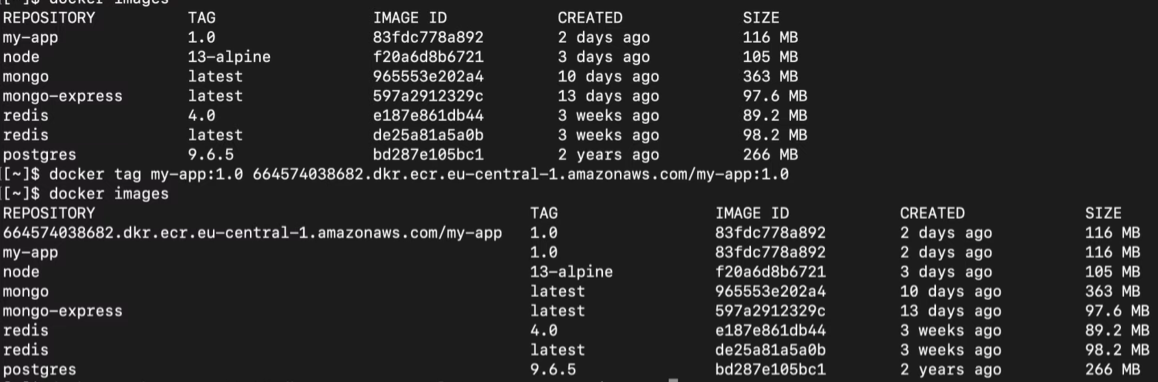 [~]$ docker images
REPOSITORY TAG IMAGE ID CREATED SIZE
my-app 1.0 83fdc778a892 2 days ago 116 MB
node 13-alpine f20a6d8b6721 3 days ago 105 MB
mongo latest 965553e202a4 10 days ago 363 MB
mongo-express latest 597a2912329c 13 days ago 97.6 MB
redis 4.0 e187e861db44 3 weeks ago 89.2 MB
redis latest de25a81a5a0b 3 weeks ago 98.2 MB
postgres 9.6.5 bd287e105bc1 2 years ago 266 MB
[[~]$ docker tag my-app:1.0 664574038682.dkr.ecr.eu-central-1.amazonaws.com/my-app:1.0
[[~]$ docker images
REPOSITORY TAG IMAGE ID CREATED SIZE
664574038682.dkr.ecr.eu-central-1.amazonaws.com/my-app 1.0 83fdc778a892 2 days ago 116 MB
my-app 1.0 83fdc778a892 2 days ago 116 MB
node 13-alpine f20a6d8b6721 3 days ago 105 MB
mongo latest 965553e202a4 10 days ago 363 MB
mongo-express latest 597a2912329c 13 days ago 97.6 MB
redis 4.0 e187e861db44 3 weeks ago 89.2 MB
redis latest de25a81a5a0b 3 weeks ago 98.2 MB
postgres 9.6.5 bd287e105bc1 2 years ago 266 MB